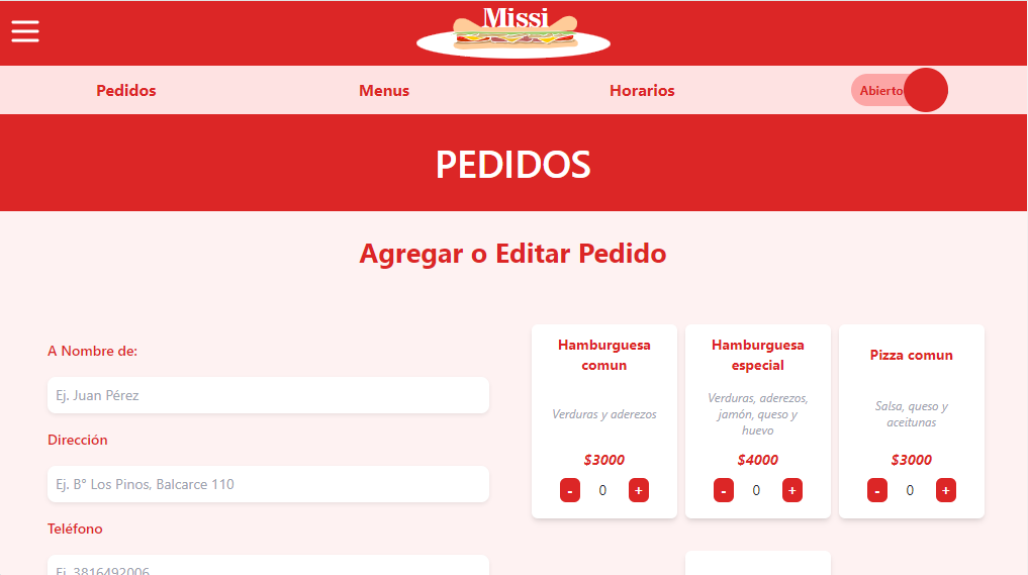 Missi
Pedidos
Menus
Horarios
Abierto
PEDIDOS
Agregar o Editar Pedido
A Nombre de:
Ej. Juan Pérez
Dirección
Ej. B° Los Pinos, Balcarce 110
Teléfono
Ej. 3816492006
Hamburguesa
comun
Verduras y aderezos
$3000
- 0 +
Hamburguesa
especial
Verduras, aderezos,
jamón, queso y
huevo
$4000
- 0 +
Pizza comun
Salsa, queso y
aceitunas
$3000
- 0 +